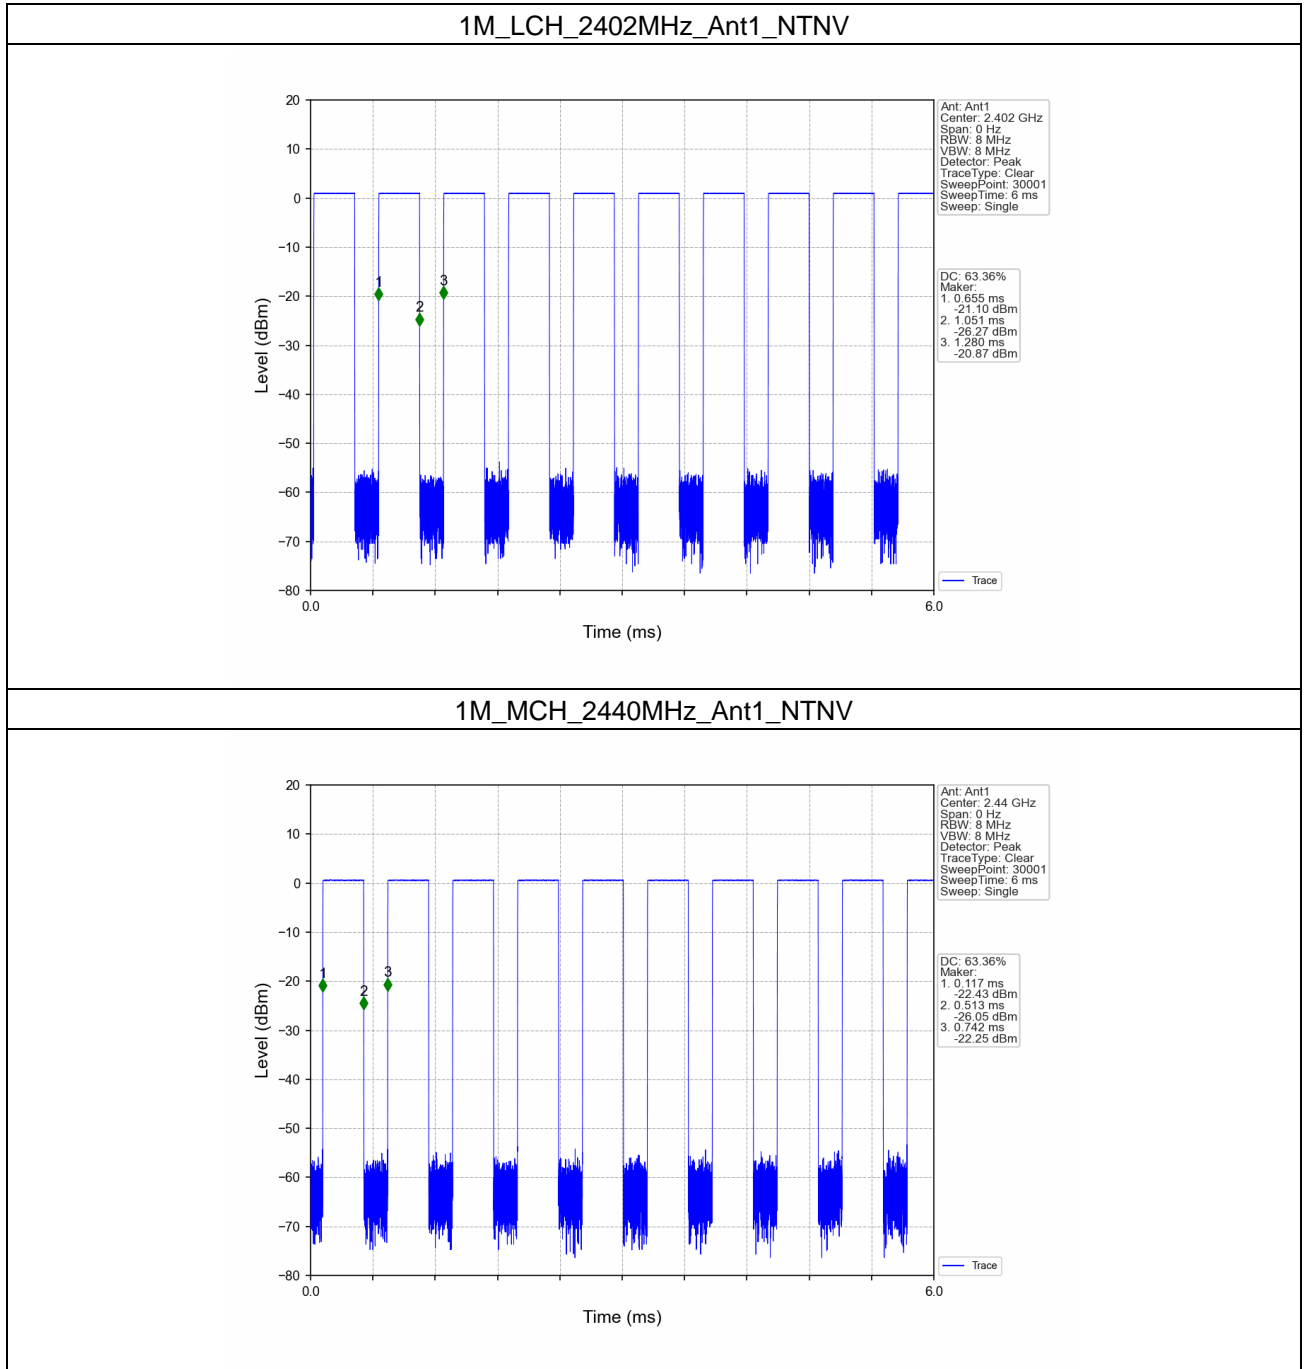 1M_LCH_2402MHz_Ant1_NTNV
20
10
0
−10
−20
−30
−40
−50
−60
−70
−80
Level (dBm)
1
2
3
0.0
6.0
Time (ms)
Ant: Ant1
Center: 2.402 GHz
Span: 0 Hz
RBW: 8 MHz
VBW: 8 MHz
Detector: Peak
TraceType: Clear
SweepPoint: 30001
SweepTime: 6 ms
Sweep: Single
DC: 63.36%
Maker:
1. 0.655 ms
-21.10 dBm
2. 1.051 ms
-26.27 dBm
3. 1.280 ms
-20.87 dBm
Trace
1M_MCH_2440MHz_Ant1_NTNV
20
10
0
−10
−20
−30
−40
−50
−60
−70
−80
Level (dBm)
1
2
3
0.0
6.0
Time (ms)
Ant: Ant1
Center: 2.44 GHz
Span: 0 Hz
RBW: 8 MHz
VBW: 8 MHz
Detector: Peak
TraceType: Clear
SweepPoint: 30001
SweepTime: 6 ms
Sweep: Single
DC: 63.36%
Maker:
1. 0.117 ms
-22.43 dBm
2. 0.513 ms
-26.05 dBm
3. 0.742 ms
-22.25 dBm
Trace